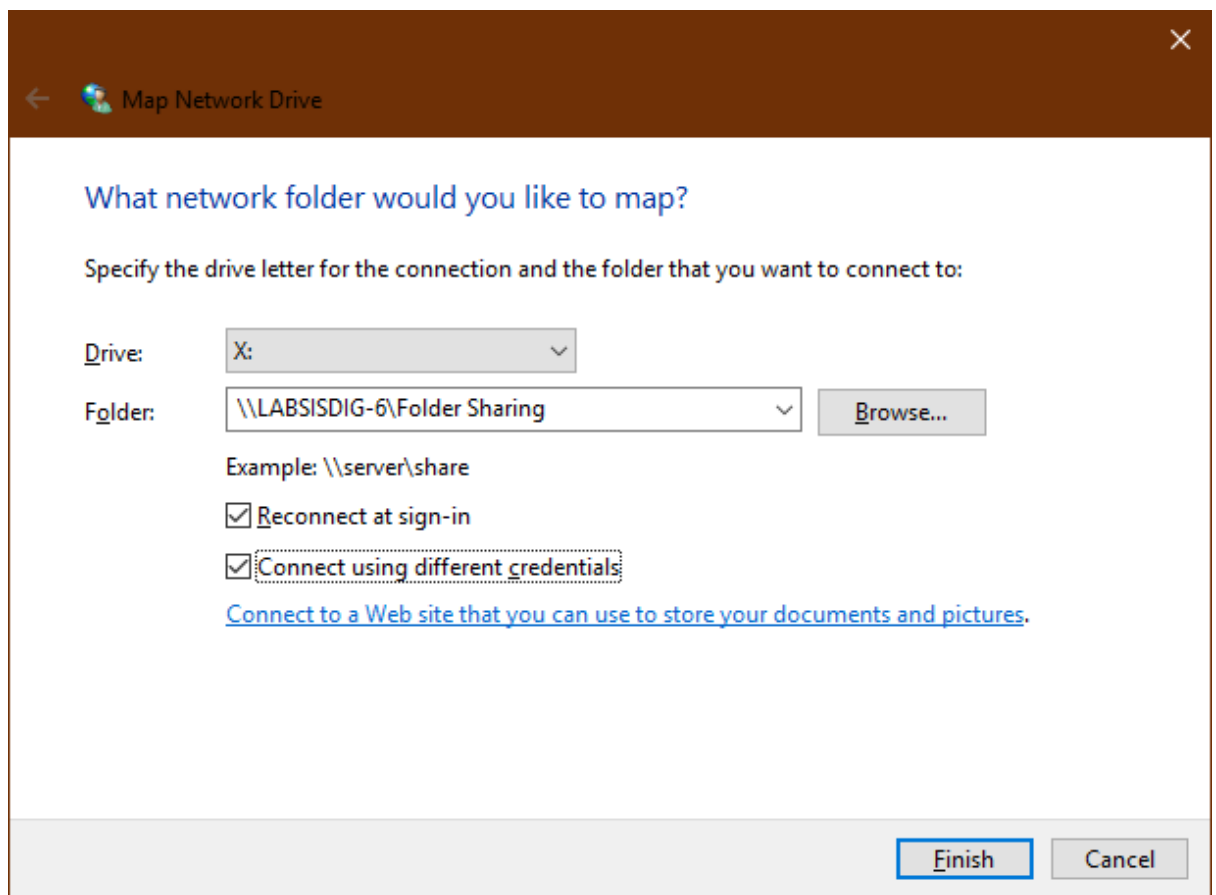 Map Network Drive
What network folder would you like to map?
Specify the drive letter for the connection and the folder that you want to connect to:
Drive: X:
Folder: \\LABSISDIG-6\Folder Sharing Browse...
Example: \\server\share
Reconnect at sign-in
Connect using different credentials
Connect to a Web site that you can use to store your documents and pictures.
Finish Cancel